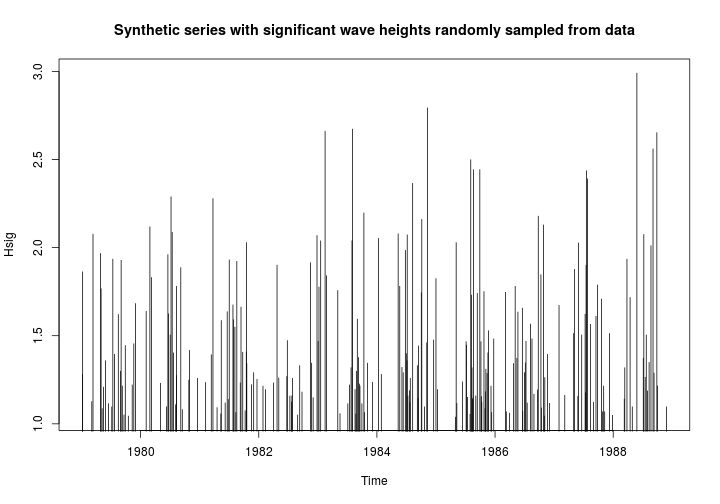 Synthetic series with significant wave heights randomly sampled from data
3.0
2.5
2.0
1.5
1.0
Hsig
1980 1982 1984 1986 1988
Time